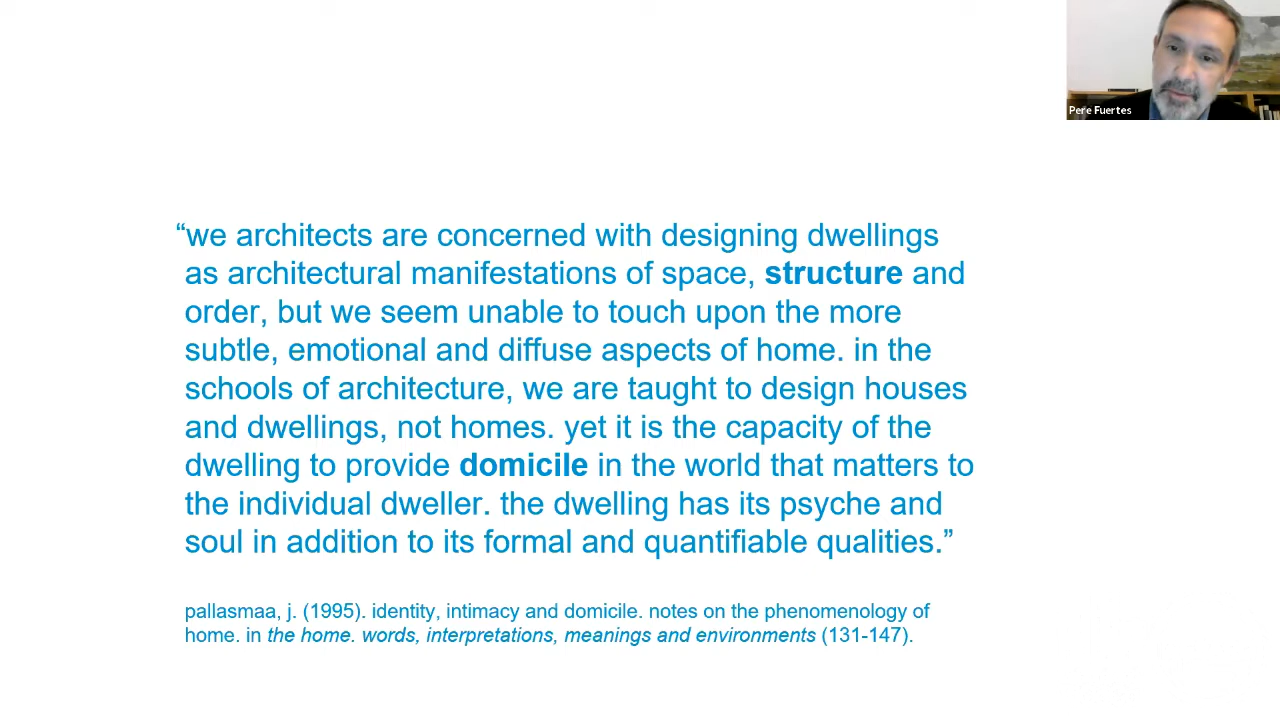 Pere Fuertes
“we architects are concerned with designing dwellings
as architectural manifestations of space, structure and
order, but we seem unable to touch upon the more
subtle, emotional and diffuse aspects of home. in the
schools of architecture, we are taught to design houses
and dwellings, not homes. yet it is the capacity of the
dwelling to provide domicile in the world that matters to
the individual dweller. the dwelling has its psyche and
soul in addition to its formal and quantifiable qualities.”
pallasmaa, j. (1995). identity, intimacy and domicile. notes on the phenomenology of
home. in the home. words, interpretations, meanings and environments (131-147).